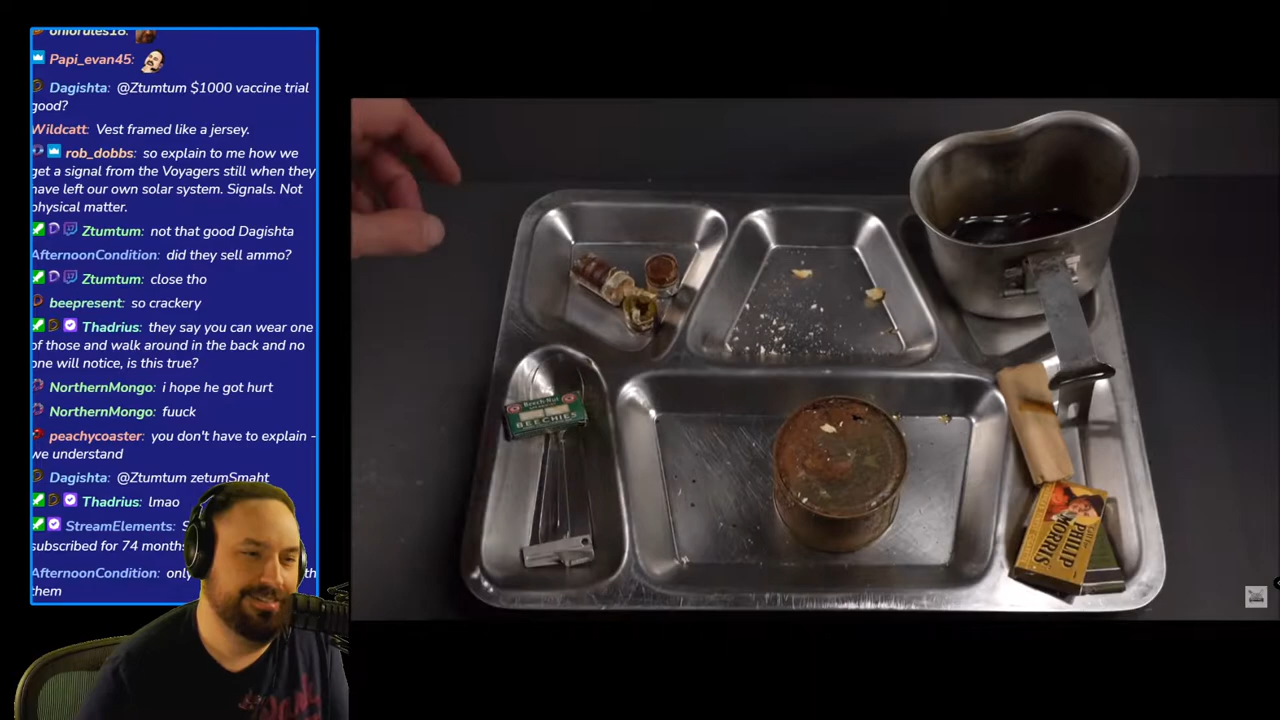 onlorules18:
Papi_evan45:
Dagishta: @Ztumtum $1000 vaccine trial
good?
Wildcatt: Vest framed like a jersey.
rob_dobbs: so explain to me how we
get a signal from the Voyagers still when they
have left our own solar system. Signals. Not
physical matter.
Ztumtum: not that good Dagishta
AfternoonCondition: did they sell ammo?
Ztumtum: close tho
beepresent: so crackery
Thadrius: they say you can wear one
of those and walk around in the back and no
one will notice, is this true?
NorthernMongo: i hope he got hurt
NorthernMongo: fuuck
peachycoaster: you don't have to explain -
we understand
Dagishta: @Ztumtum zetumSmaht
Thadrius: lmao
StreamElements:
subscribed for 74 months
AfternoonCondition:
them
Beech-Nut
BEECHIES
PHILIP
MORRIS